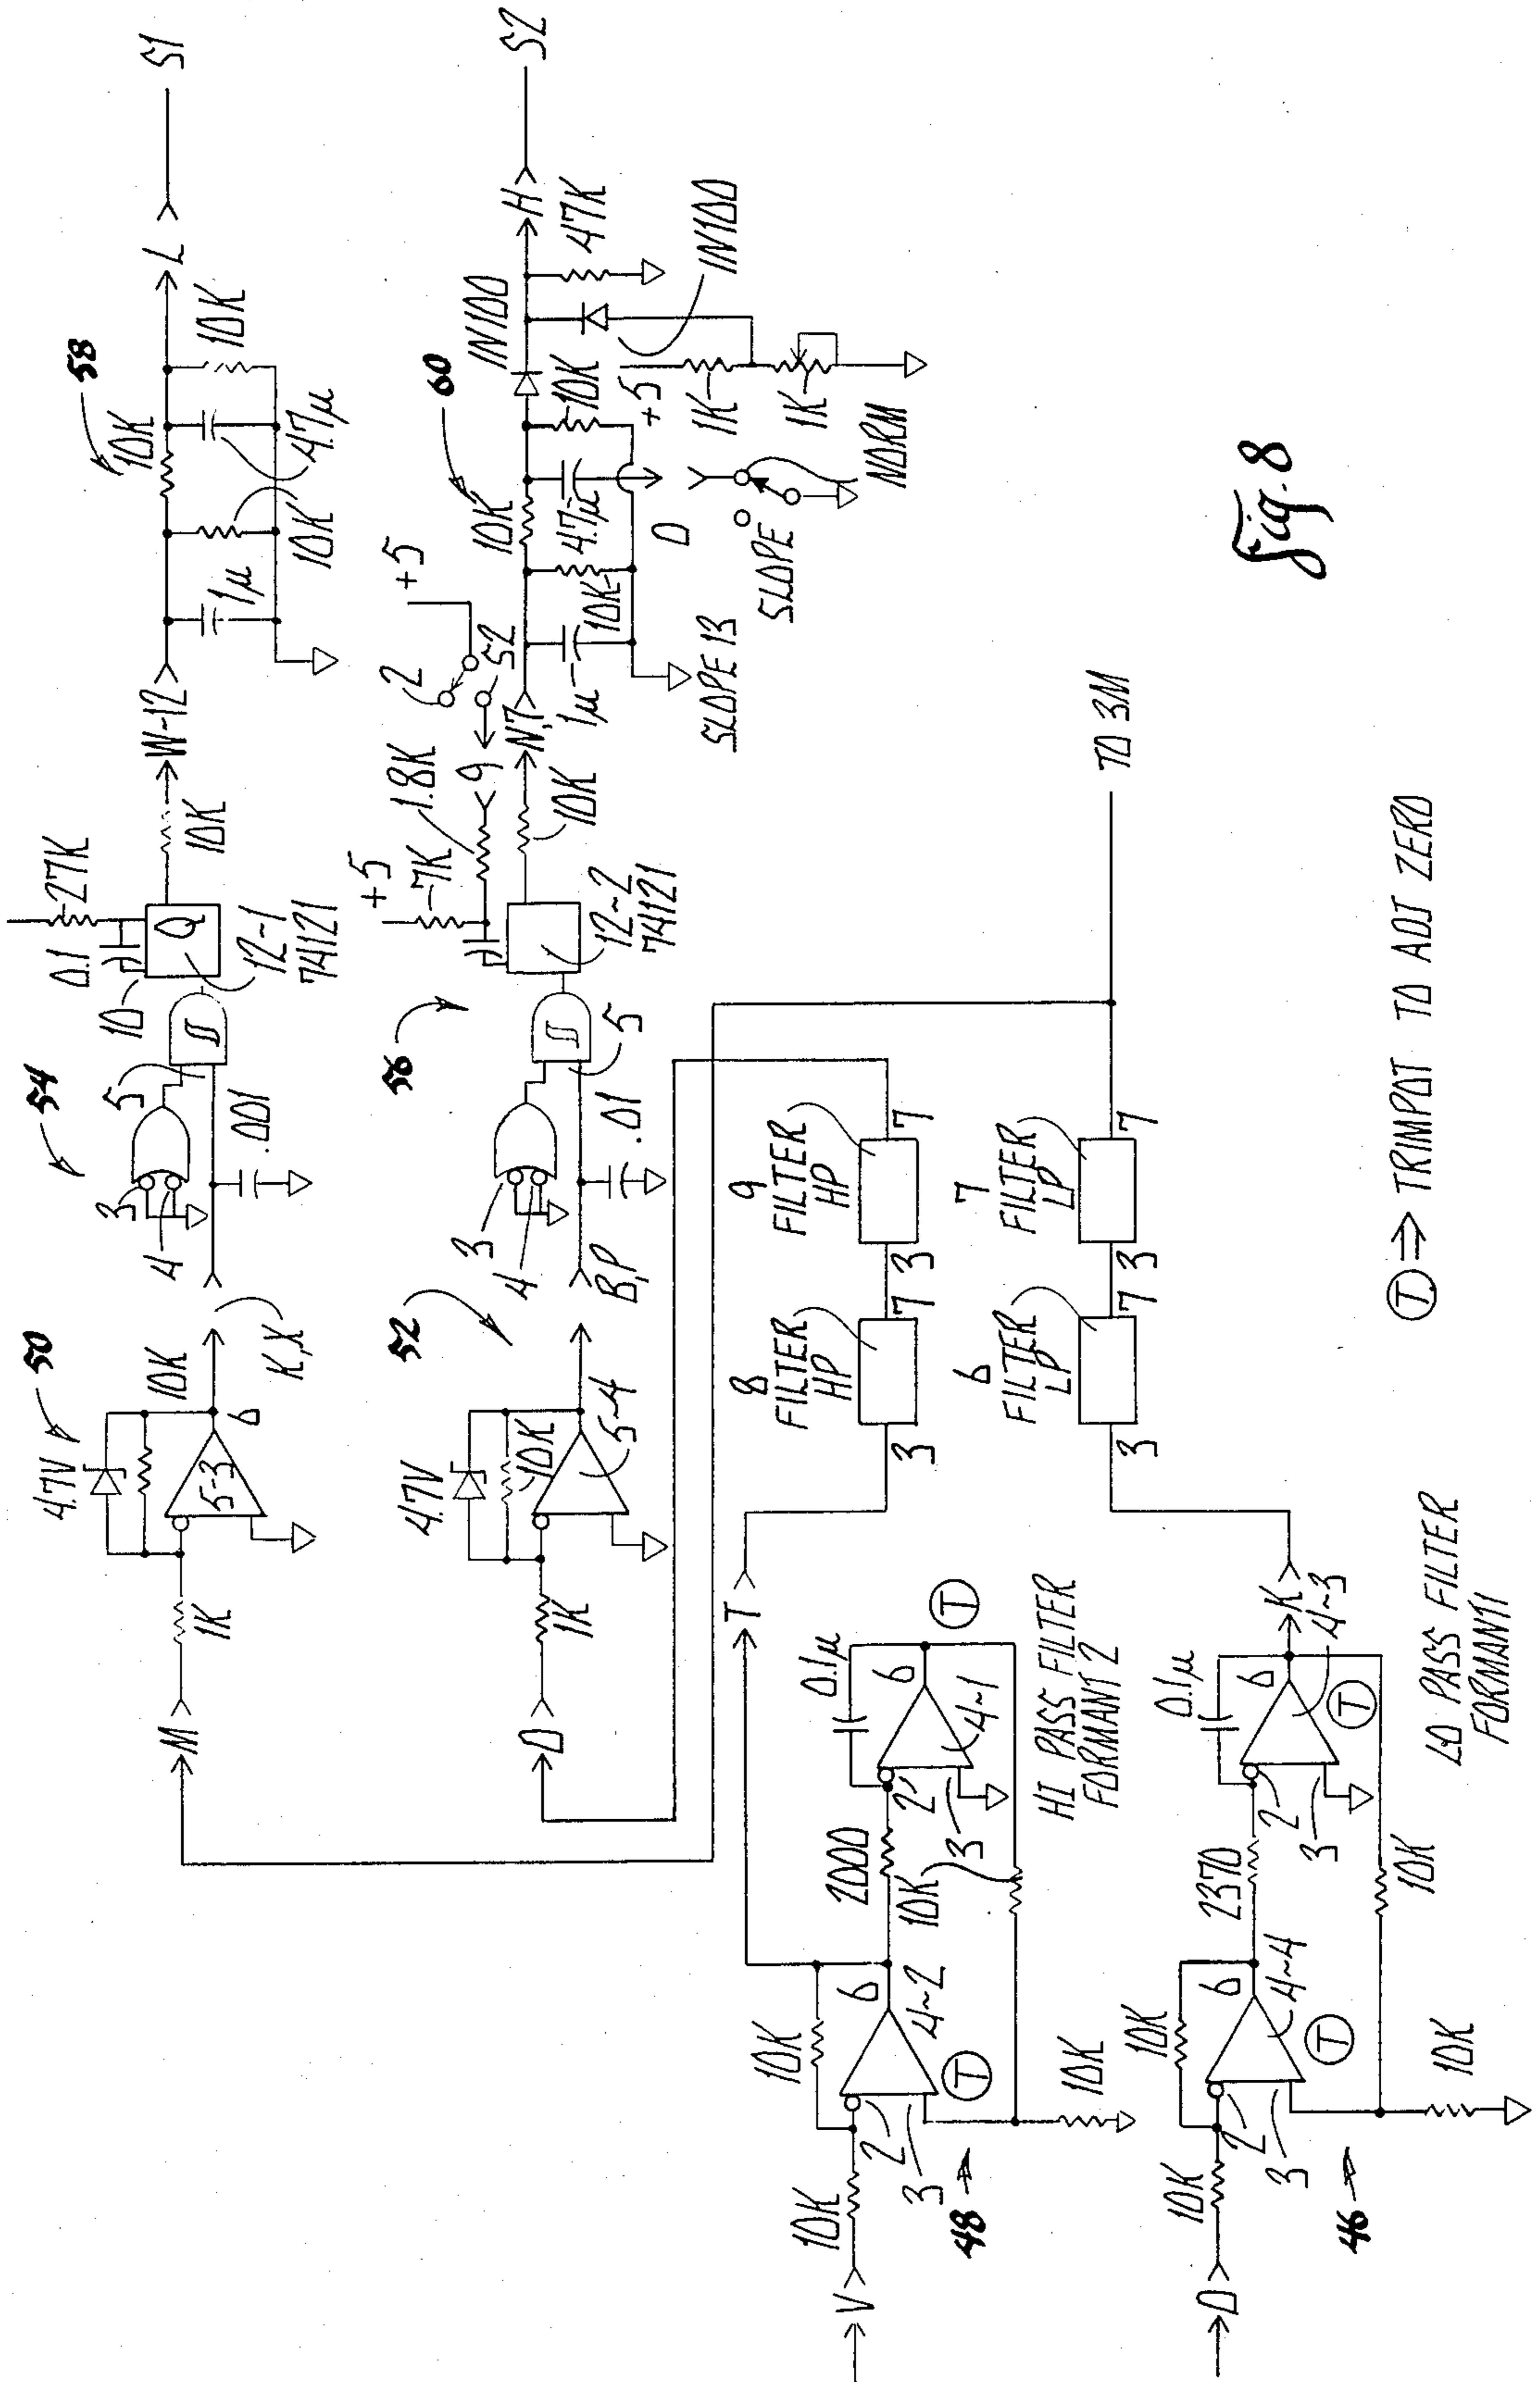 S1
L
10K
58
10K
4.7µ
10K
1µ
W-12
10K
27K
0.1
10
Q
12-1
74121
54
5
3
4
.001
50
10K
K,X
4.7V
6
5-3
1K
M
S2
H
47K
1N100
1N100
60
10K
+5
1K
1K
NORM
10K
4.7µ
D
SLOPE
10K
1µ
SLOPE 13
+5
2
S2
N,7
9
1.8K
+5
7K
10K
12-2
74121
56
5
3
4
.01
B,P
52
4.7V
10K
5-4
1K
D
TO 3M
9
FILTER
HP
7
3
8
FILTER
HP
7
3
7
FILTER
LP
7
3
6
FILTER
LP
7
3
T
0.1µ
6
T
4-1
2
3
HI PASS FILTER
FORMANT 2
2000
10K
10K
6
4-2
T
2
3
10K
10K
V
48
K
4-3
0.1µ
6
T
2
3
LO PASS FILTER
FORMANT 1
2370
10K
10K
6
4-4
T
2
3
10K
10K
D
46
T ⇒ TRIMPOT TO ADJ ZERO
Fig. 8